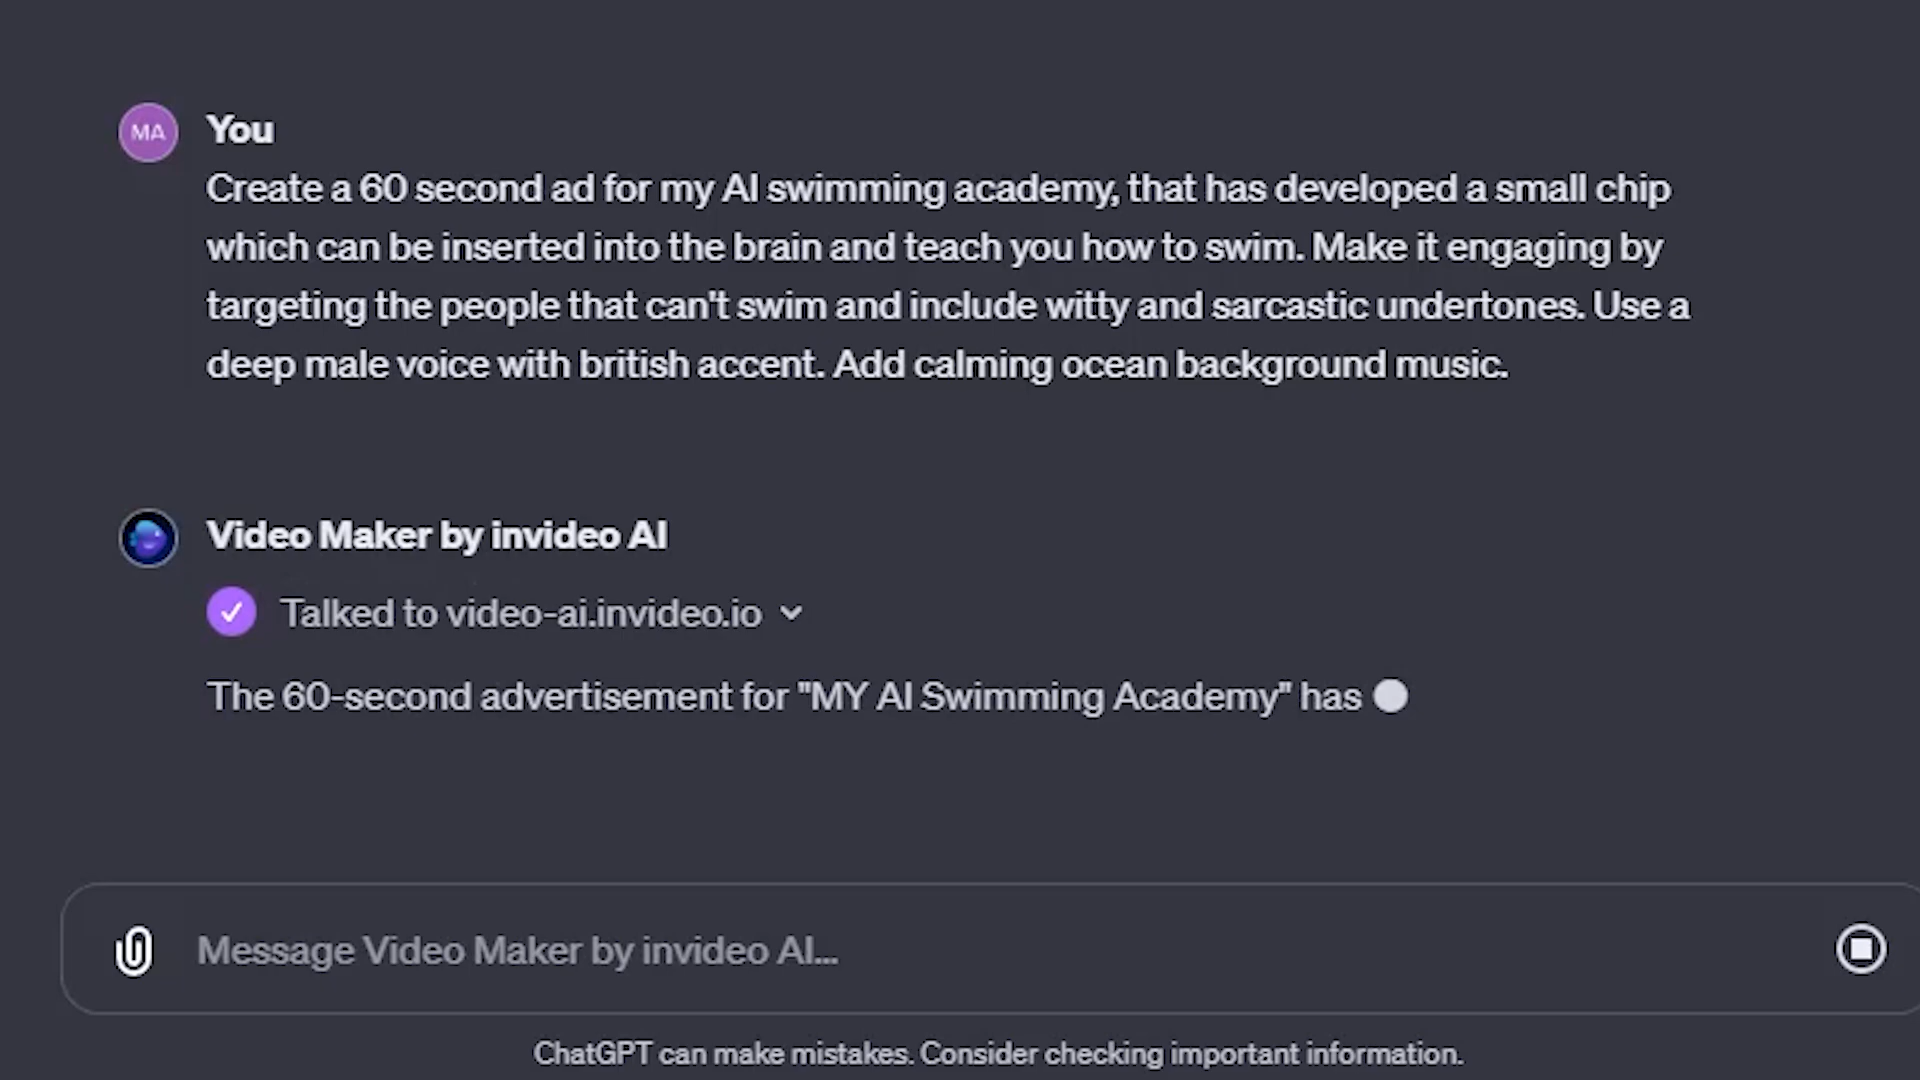 MA
You
Create a 60 second ad for my AI swimming academy, that has developed a small chip
which can be inserted into the brain and teach you how to swim. Make it engaging by
targeting the people that can't swim and include witty and sarcastic undertones. Use a
deep male voice with british accent. Add calming ocean background music.
Video Maker by invideo AI
Talked to video-ai.invideo.io
The 60-second advertisement for "MY AI Swimming Academy" has
Message Video Maker by invideo AI...
ChatGPT can make mistakes. Consider checking important information.